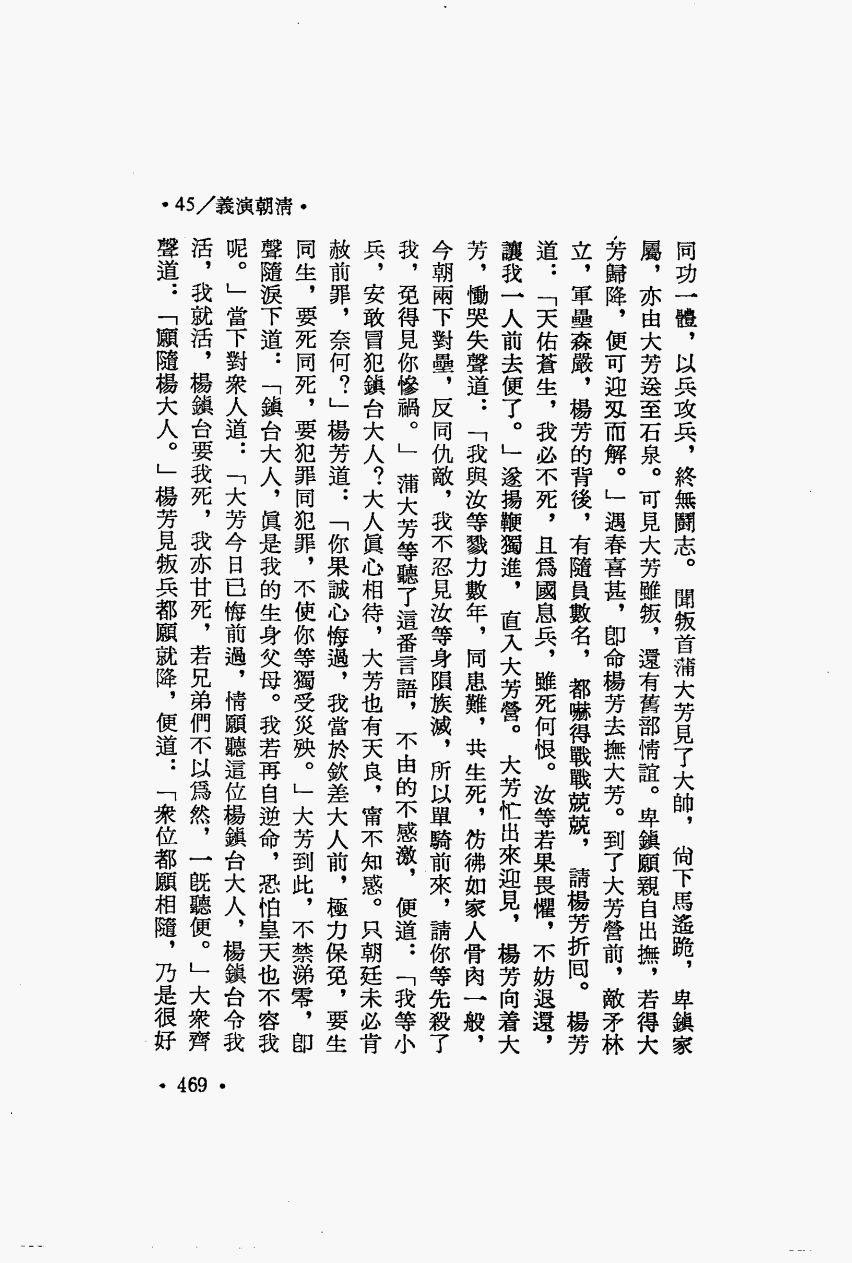 •45／義演朝清•
同功一體，以兵攻兵，終無鬬志。聞叛首蒲大芳見了大帥，尙下馬遙跪，卑鎭家
屬，亦由大芳送至石泉。可見大芳雖叛，還有舊部情誼。卑鎭願親自出撫，若得大
芳歸降，便可迎刄而解。」遇春喜甚，卽命楊芳去撫大芳。到了大芳營前，敵矛林
立，軍壘森嚴，楊芳的背後，有隨員數名，都嚇得戰戰兢兢，請楊芳折囘。楊芳
道：「天佑蒼生，我必不死，且爲國息兵，雖死何恨。汝等若果畏懼，不妨退還，
讓我一人前去便了。」遂揚鞭獨進，直入大芳營。大芳忙出來迎見，楊芳向着大
芳，慟哭失聲道：「我與汝等戮力數年，同患難，共生死，彷彿如家人骨肉一般，
今朝兩下對壘，反同仇敵，我不忍見汝等身隕族滅，所以單騎前來，請你等先殺了
我，免得見你慘禍。」蒲大芳等聽了這番言語，不由的不感激，便道：「我等小
兵，安敢冒犯鎭台大人？大人眞心相待，大芳也有天良，甯不知感。只朝廷未必肯
赦前罪，奈何？」楊芳道：「你果誠心悔過，我當於欽差大人前，極力保免，要生
同生，要死同死，要犯罪同犯罪，不使你等獨受災殃。」大芳到此，不禁涕零，卽
聲隨淚下道：「鎭台大人，眞是我的生身父母。我若再自逆命，恐怕皇天也不容我
呢。」當下對衆人道：「大芳今日已悔前過，情願聽這位楊鎭台大人，楊鎭台令我
活，我就活，楊鎭台要我死，我亦甘死，若兄弟們不以爲然，一旣聽便。」大衆齊
聲道：「願隨楊大人。」楊芳見叛兵都願就降，便道：「衆位都願相隨，乃是很好
•469•